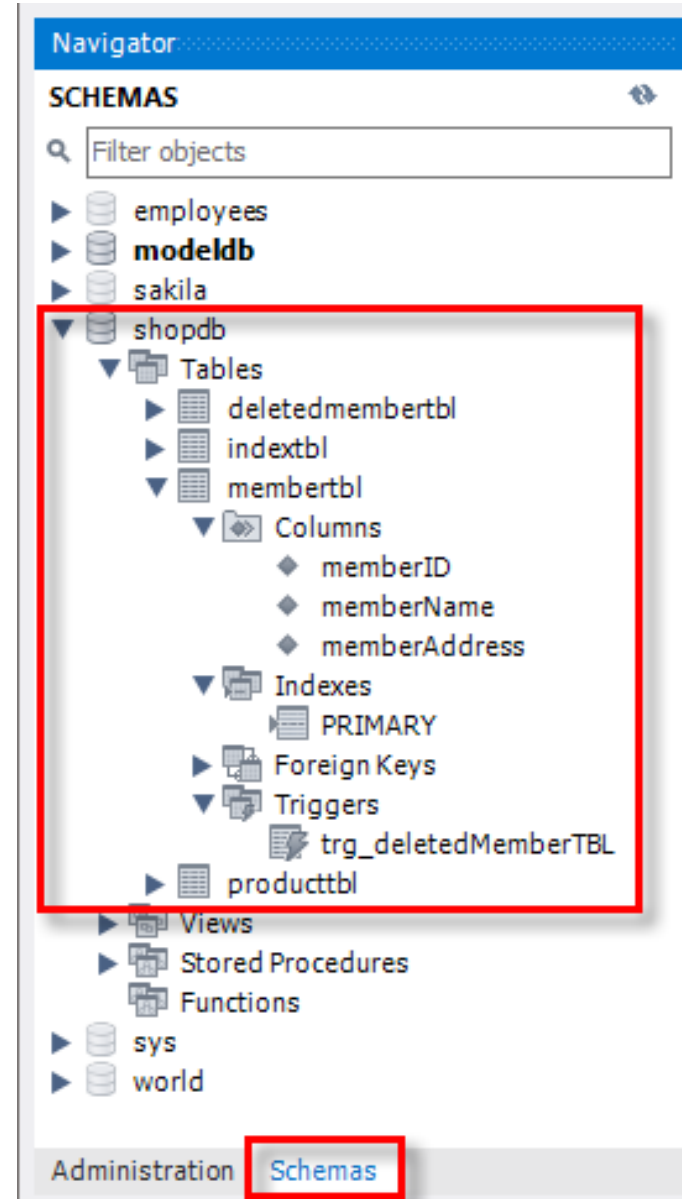 Navigator
SCHEMAS
Filter objects
employees
modeldb
sakila
shopdb
Tables
deletedmembertbl
indextbl
membertbl
Columns
memberID
memberName
memberAddress
Indexes
PRIMARY
Foreign Keys
Triggers
trg_deletedMemberTBL
producttbl
Views
Stored Procedures
Functions
sys
world
Administration Schemas